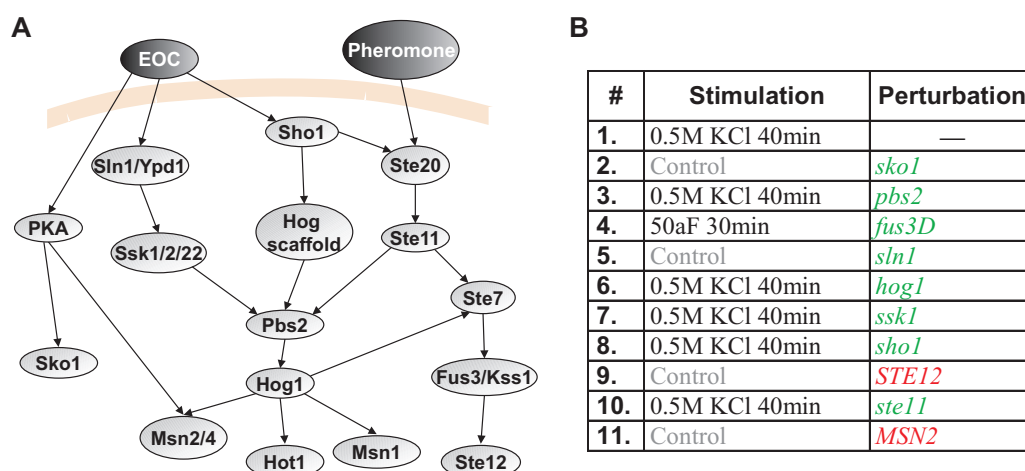 A
EOC
Pheromone
Sho1
Sln1/Ypd1
Ste20
PKA
Hog
scaffold
Ste11
Ssk1/2/22
Ste7
Pbs2
Sko1
Hog1
Fus3/Kss1
Msn2/4
Msn1
Hot1
Ste12
B
# Stimulation Perturbation
1. 0.5M KCl 40min —
2. Control sko1
3. 0.5M KCl 40min pbs2
4. 50aF 30min fus3D
5. Control sln1
6. 0.5M KCl 40min hog1
7. 0.5M KCl 40min ssk1
8. 0.5M KCl 40min sho1
9. Control STE12
10. 0.5M KCl 40min ste11
11. Control MSN2